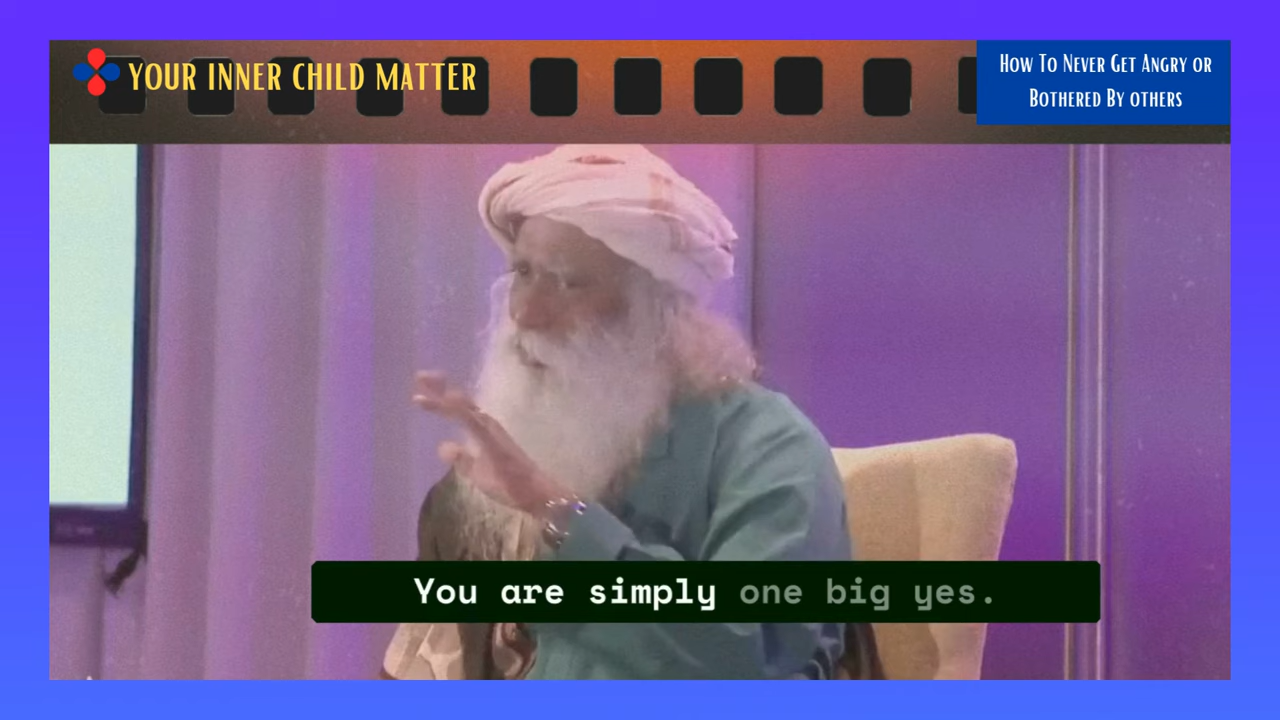 YOUR INNER CHILD MATTER
How To Never Get Angry or
Bothered By others
You are simply one big yes.